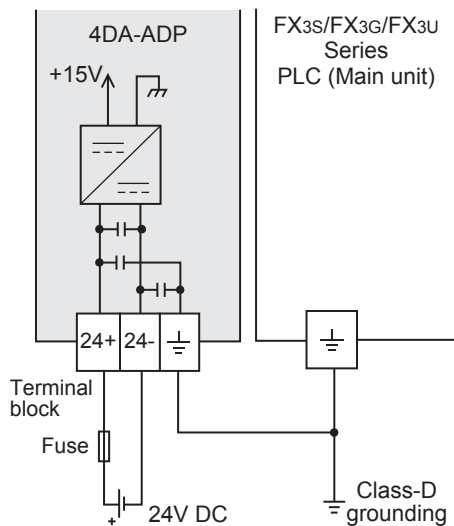 4DA-ADP
+15V
FX3S/FX3G/FX3U
Series
PLC (Main unit)
24+
24-
Terminal
block
Fuse
+
24V DC
Class-D
grounding